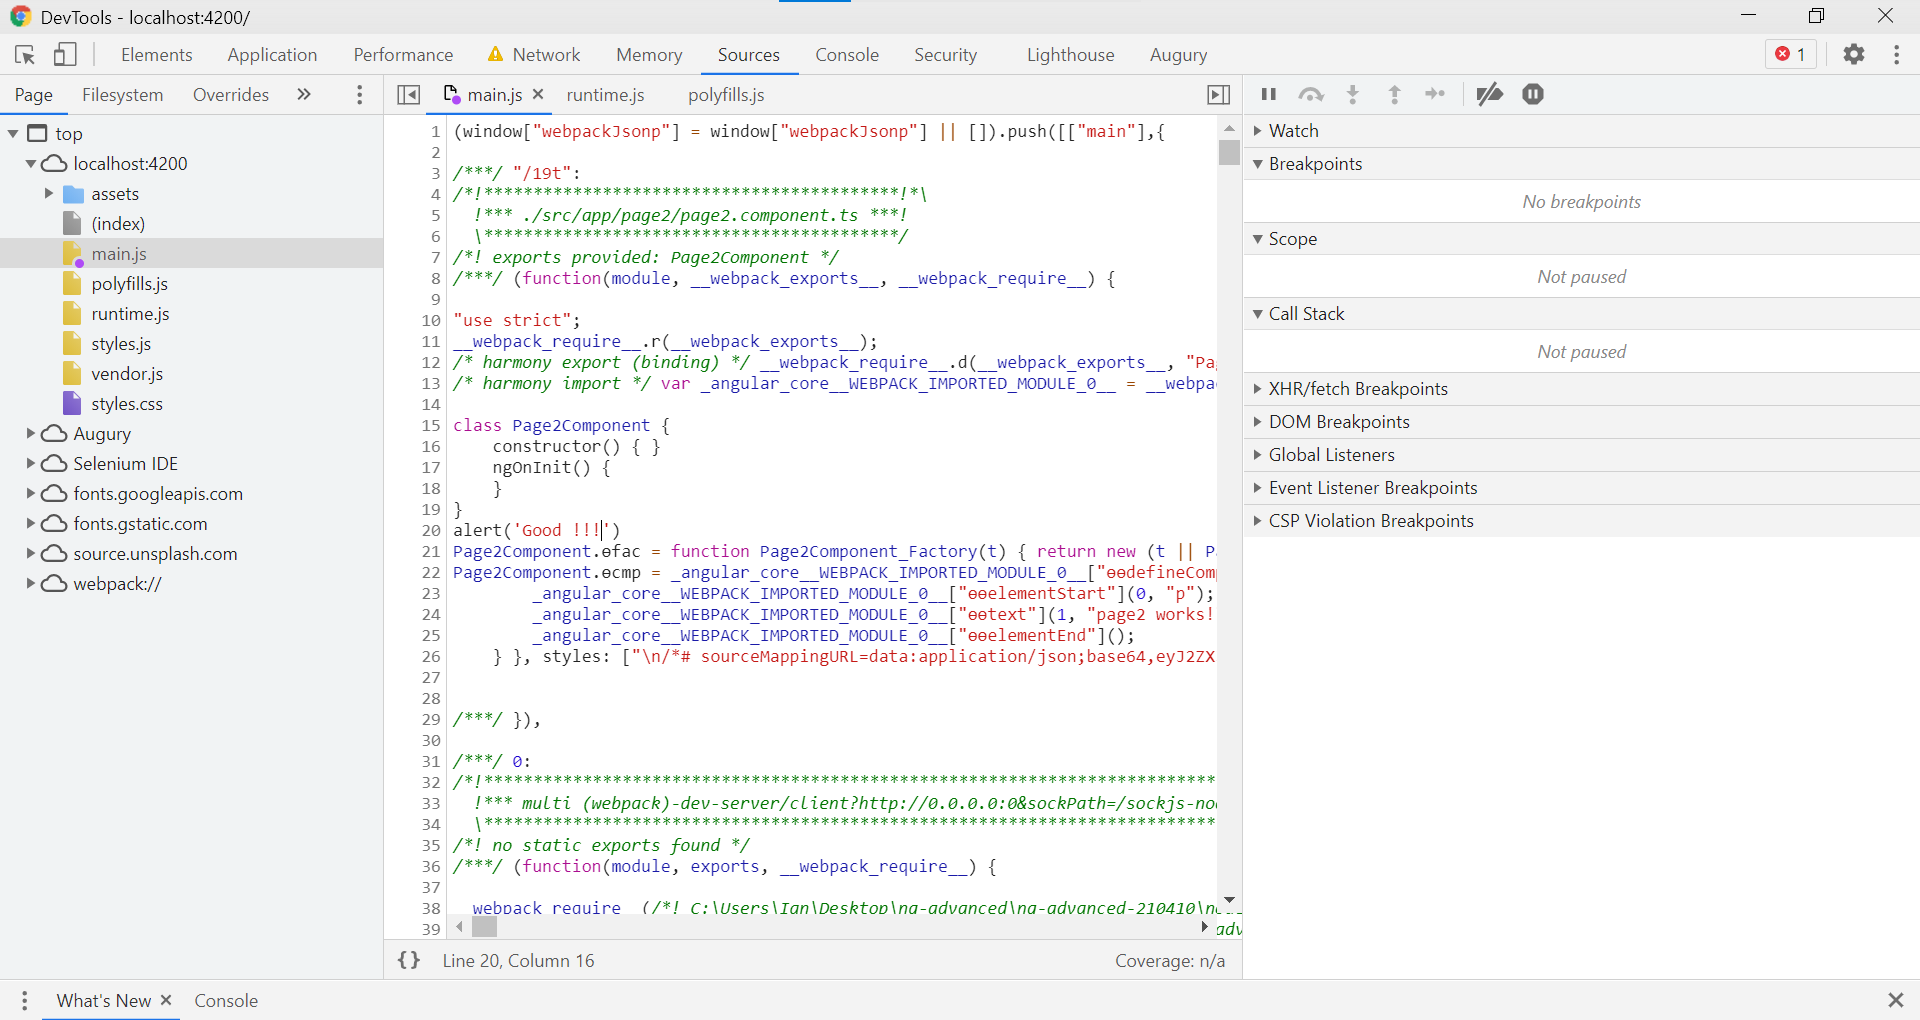 DevTools - localhost:4200/
Elements Application Performance Network Memory Sources Console Security Lighthouse Augury 1
Page Filesystem Overrides »
main.js × runtime.js polyfills.js
top
localhost:4200
assets
(index)
main.js
polyfills.js
runtime.js
styles.js
vendor.js
styles.css
Augury
Selenium IDE
fonts.googleapis.com
fonts.gstatic.com
source.unsplash.com
webpack://
1 (window["webpackJsonp"] = window["webpackJsonp"] || []).push([["main"],{
2
3 /***/ "/19t":
4 /*!******************************************!*\
5   !*** ./src/app/page2/page2.component.ts ***!
6   \******************************************/
7 /*! exports provided: Page2Component */
8 /***/ (function(module, __webpack_exports__, __webpack_require__) {
9
10 "use strict";
11 __webpack_require__.r(__webpack_exports__);
12 /* harmony export (binding) */ __webpack_require__.d(__webpack_exports__, "Pa
13 /* harmony import */ var _angular_core__WEBPACK_IMPORTED_MODULE_0__ = __webpa
14
15 class Page2Component {
16     constructor() { }
17     ngOnInit() {
18     }
19 }
20 alert('Good !!!')
21 Page2Component.ɵfac = function Page2Component_Factory(t) { return new (t || P
22 Page2Component.ɵcmp = _angular_core__WEBPACK_IMPORTED_MODULE_0__["ɵɵdefineCom
23         _angular_core__WEBPACK_IMPORTED_MODULE_0__["ɵɵelementStart"](0, "p");
24         _angular_core__WEBPACK_IMPORTED_MODULE_0__["ɵɵtext"](1, "page2 works!
25         _angular_core__WEBPACK_IMPORTED_MODULE_0__["ɵɵelementEnd"]();
26     } }, styles: ["\n/*# sourceMappingURL=data:application/json;base64,eyJ2ZX
27
28
29 /***/ }),
30
31 /***/ 0:
32 /*!**************************************************************************
33   !*** multi (webpack)-dev-server/client?http://0.0.0.0:0&sockPath=/sockjs-no
34   \**************************************************************************
35 /*! no static exports found */
36 /***/ (function(module, exports, __webpack_require__) {
37
38 __webpack_require__(/*! C:\Users\Ian\Desktop\ng-advanced\ng-advanced-210410\n
39 adv
{} Line 20, Column 16 Coverage: n/a
Watch
Breakpoints
No breakpoints
Scope
Not paused
Call Stack
Not paused
XHR/fetch Breakpoints
DOM Breakpoints
Global Listeners
Event Listener Breakpoints
CSP Violation Breakpoints
What's New × Console